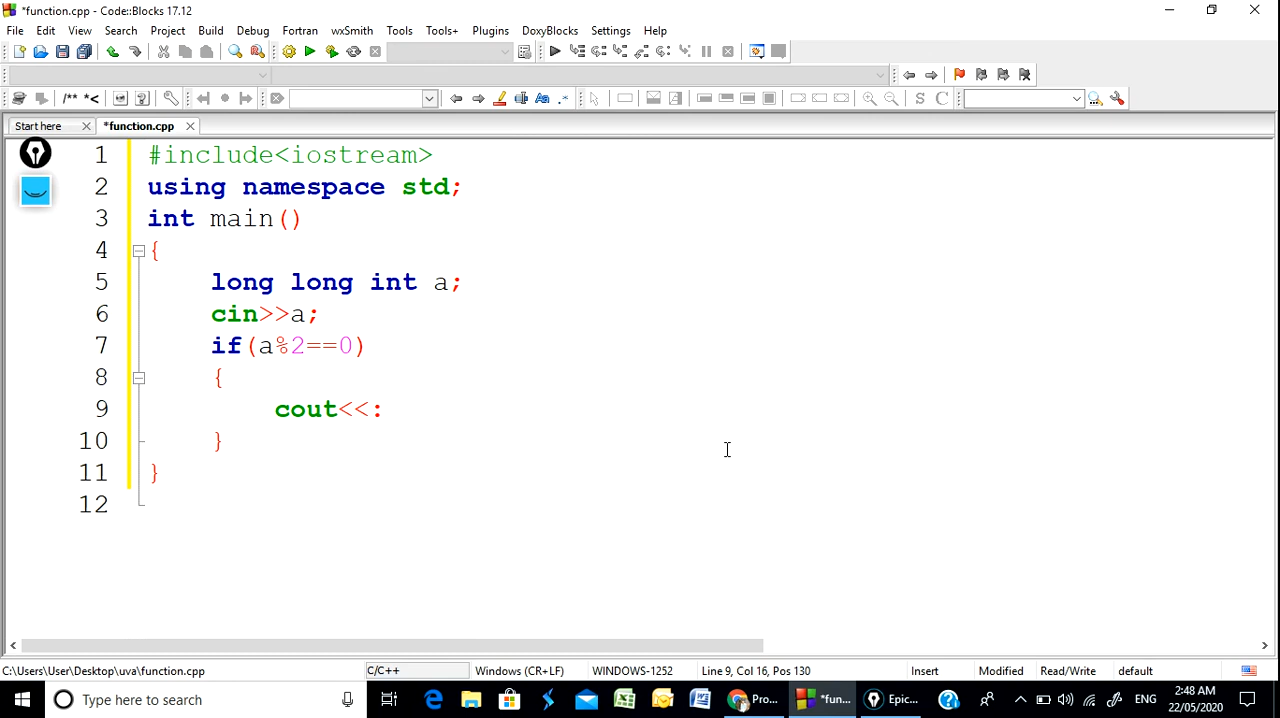 *function.cpp - Code::Blocks 17.12
File Edit View Search Project Build Debug Fortran wxSmith Tools Tools+ Plugins DoxyBlocks Settings Help
/** *<
S C
Start here *function.cpp
1 #include<iostream>
2 using namespace std;
3 int main()
4 {
5 long long int a;
6 cin>>a;
7 if(a%2==0)
8 {
9 cout<<:
10 }
11 }
12
C:\Users\User\Desktop\uva\function.cpp C/C++ Windows (CR+LF) WINDOWS-1252 Line 9, Col 16, Pos 130 Insert Modified Read/Write default
Type here to search Pro... *fun... Epic... ENG 2:48 AM
22/05/2020